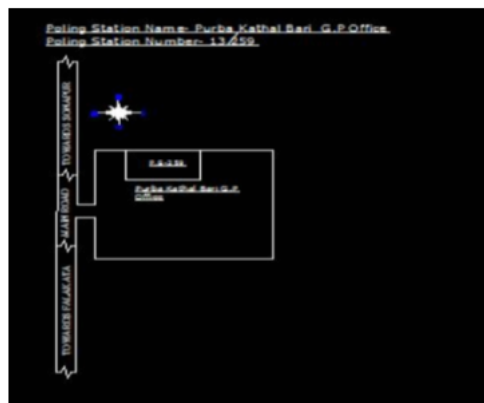 Poling Station Name- Purba Kathal Bari G.P Office
Poling Station Number- 13/259
TOWARDS SONAPUR
P.S-259
Purba Kathal Bari G.P
Office
MAIN ROAD
TOWARDS FALAKATA